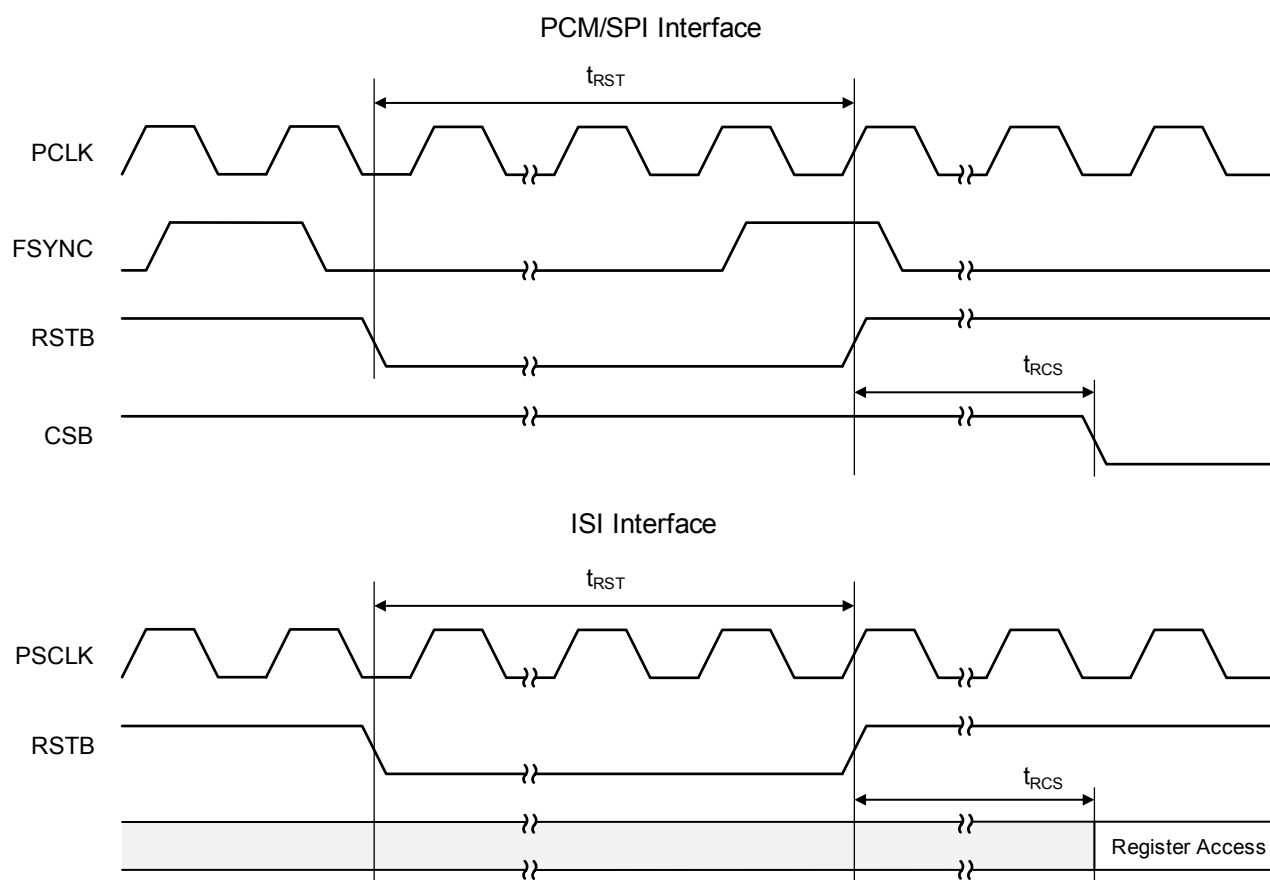 PCM/SPI Interface
tRST
PCLK
FSYNC
RSTB
tRCS
CSB
ISI Interface
tRST
PSCLK
RSTB
tRCS
Register Access